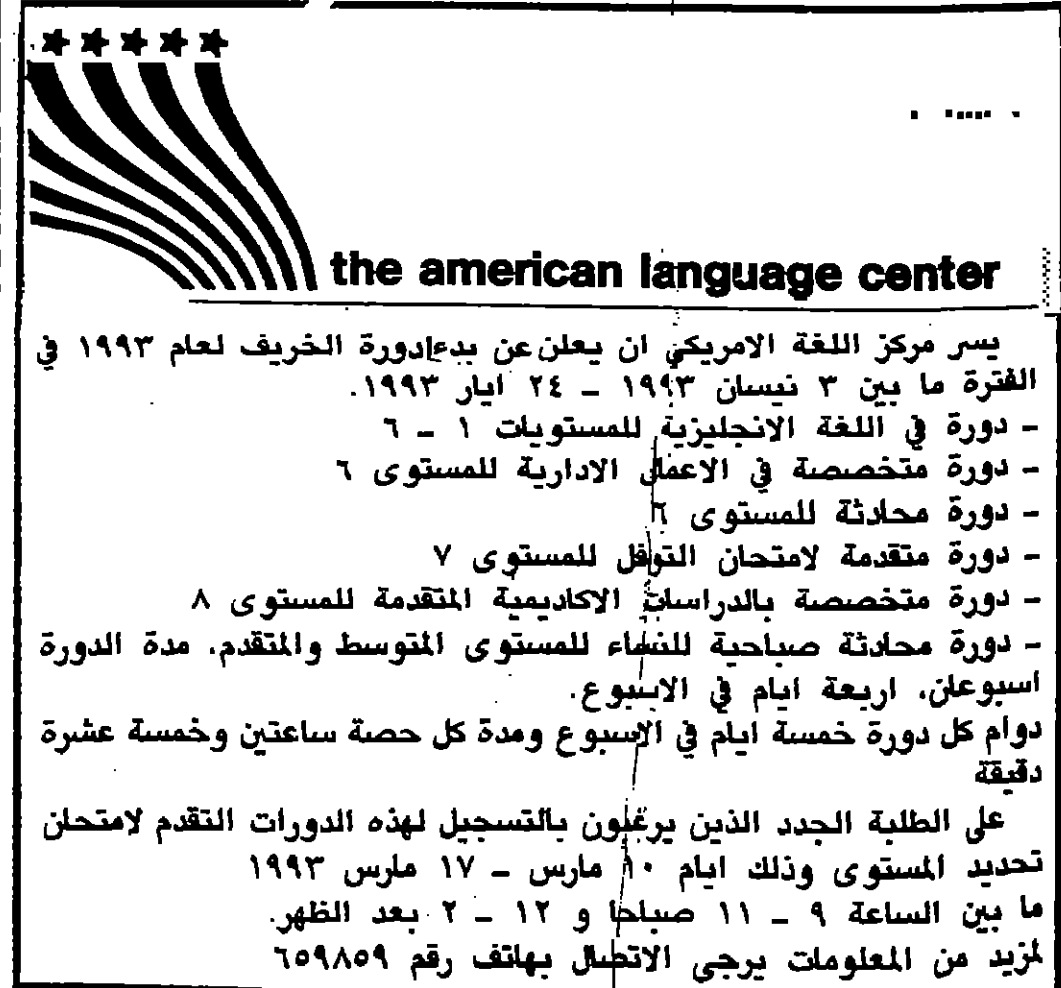 the american language center
يسر مركز اللغة الامريكي ان يعلن عن بدء دورة الخريف لعام ١٩٩٣ في
الفترة ما بين ٣ نيسان ١٩٩٣ – ٢٤ ايار ١٩٩٣.
– دورة في اللغة الانجليزية للمستويات ١ – ٦
– دورة متخصصة في الاعمال الادارية للمستوى ٦
– دورة محادثة للمستوى ٦
– دورة متقدمة لامتحان التوفل للمستوى ٧
– دورة متخصصة بالدراسات الاكاديمية المتقدمة للمستوى ٨
– دورة محادثة صباحية للنساء للمستوى المتوسط والمتقدم. مدة الدورة
اسبوعان. اربعة ايام في الاسبوع.
دوام كل دورة خمسة ايام في الاسبوع ومدة كل حصة ساعتين وخمسة عشرة
دقيقة
على الطلبة الجدد الذين يرغبون بالتسجيل لهذه الدورات التقدم لامتحان
تحديد المستوى وذلك ايام ١٠ مارس – ١٧ مارس ١٩٩٣
ما بين الساعة ٩ – ١١ صباحا و ١٢ – ٢ بعد الظهر.
لمزيد من المعلومات يرجى الاتصال بهاتف رقم ٦٥٩٨٥٩